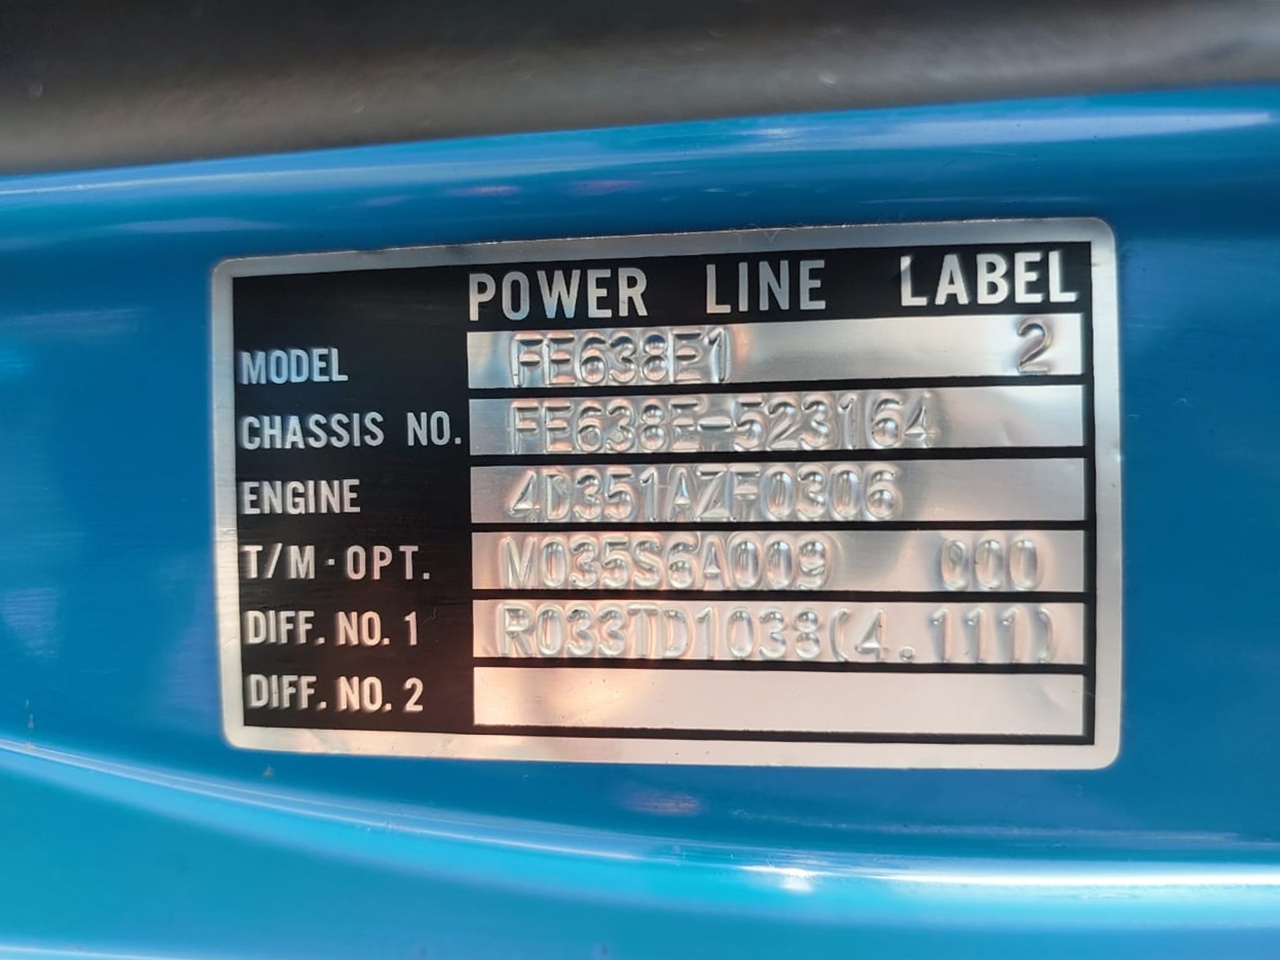 POWER LINE LABEL
MODEL FE638E1 2
CHASSIS NO. FE638E-523164
ENGINE 4D351AZF0306
T/M·OPT. M035S6A009 000
DIFF. NO. 1 R033TD1038(4.111)
DIFF. NO. 2